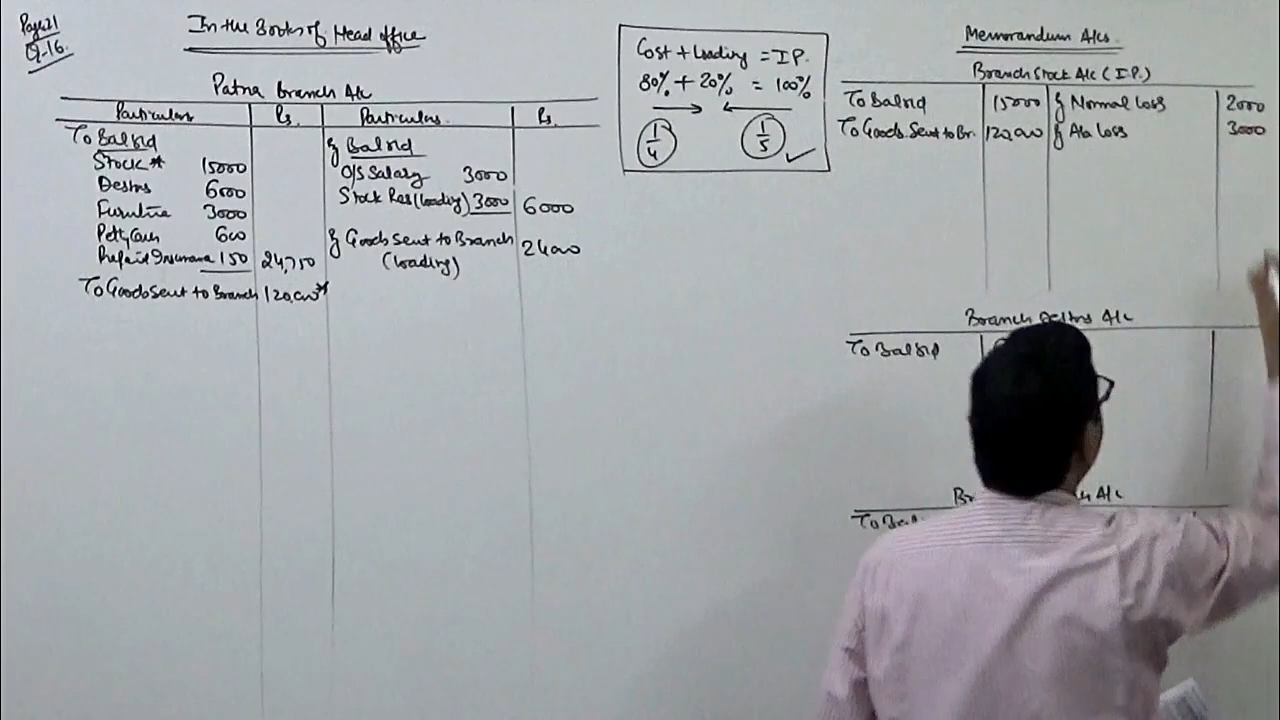 Page 21
Q-16.
In the Books of Head office
Patna Branch A/c
Particulars Rs. Particulars. Rs.
To Bal b/d
Stock * 15000
Debtors 6000
Furniture 3000
Petty Cash 600
Prepaid Insurance 150 24,750
To Goods sent to Branch 120,000*
By Bal b/d
O/s Salary 3000
Stock Res (loading) 3000 6000
By Goods Sent to Branch 24000
(loading)
Cost + Loading = I.P.
80% + 20% = 100%
1/4 1/5 ✓
Memorandum A/cs.
Branch Stock A/c (I.P.)
To Bal b/d 15000 By Normal Loss 2000
To Goods Sent to Br. 120,000 By Ab Loss 3000
Branch Debtors A/c
To Bal b/d
A/c